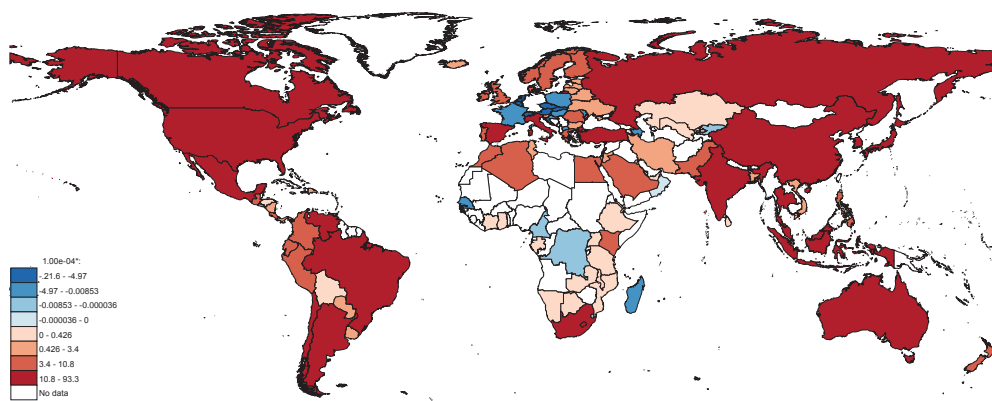 1.00e-04*:
-.21.6 - -4.97
-4.97 - -0.00853
-0.00853 - -0.000036
-0.000036 - 0
0 - 0.426
0.426 - 3.4
3.4 - 10.8
10.8 - 93.3
No data